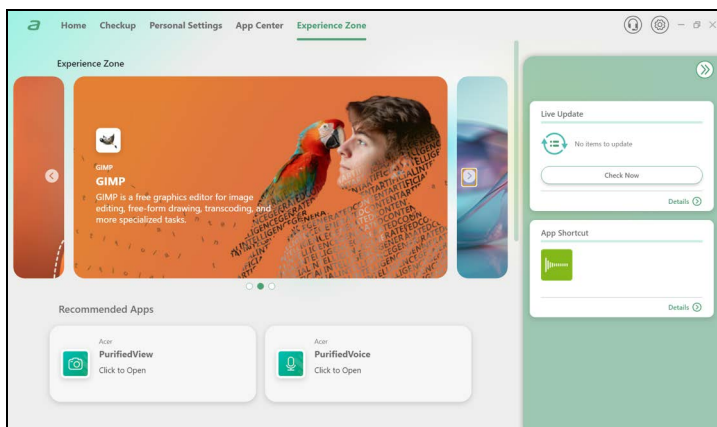 a Home Checkup Personal Settings App Center Experience Zone
Experience Zone
GIMP
GIMP
GIMP is a free graphics editor for image
editing, free-form drawing, transcoding, and
more specialized tasks.
Recommended Apps
Acer
PurifiedView
Click to Open
Acer
PurifiedVoice
Click to Open
Live Update
No items to update
Check Now
Details
App Shortcut
Details